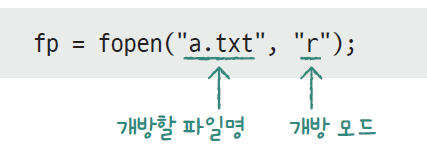 fp = fopen("a.txt", "r");
개방할 파일명 개방 모드